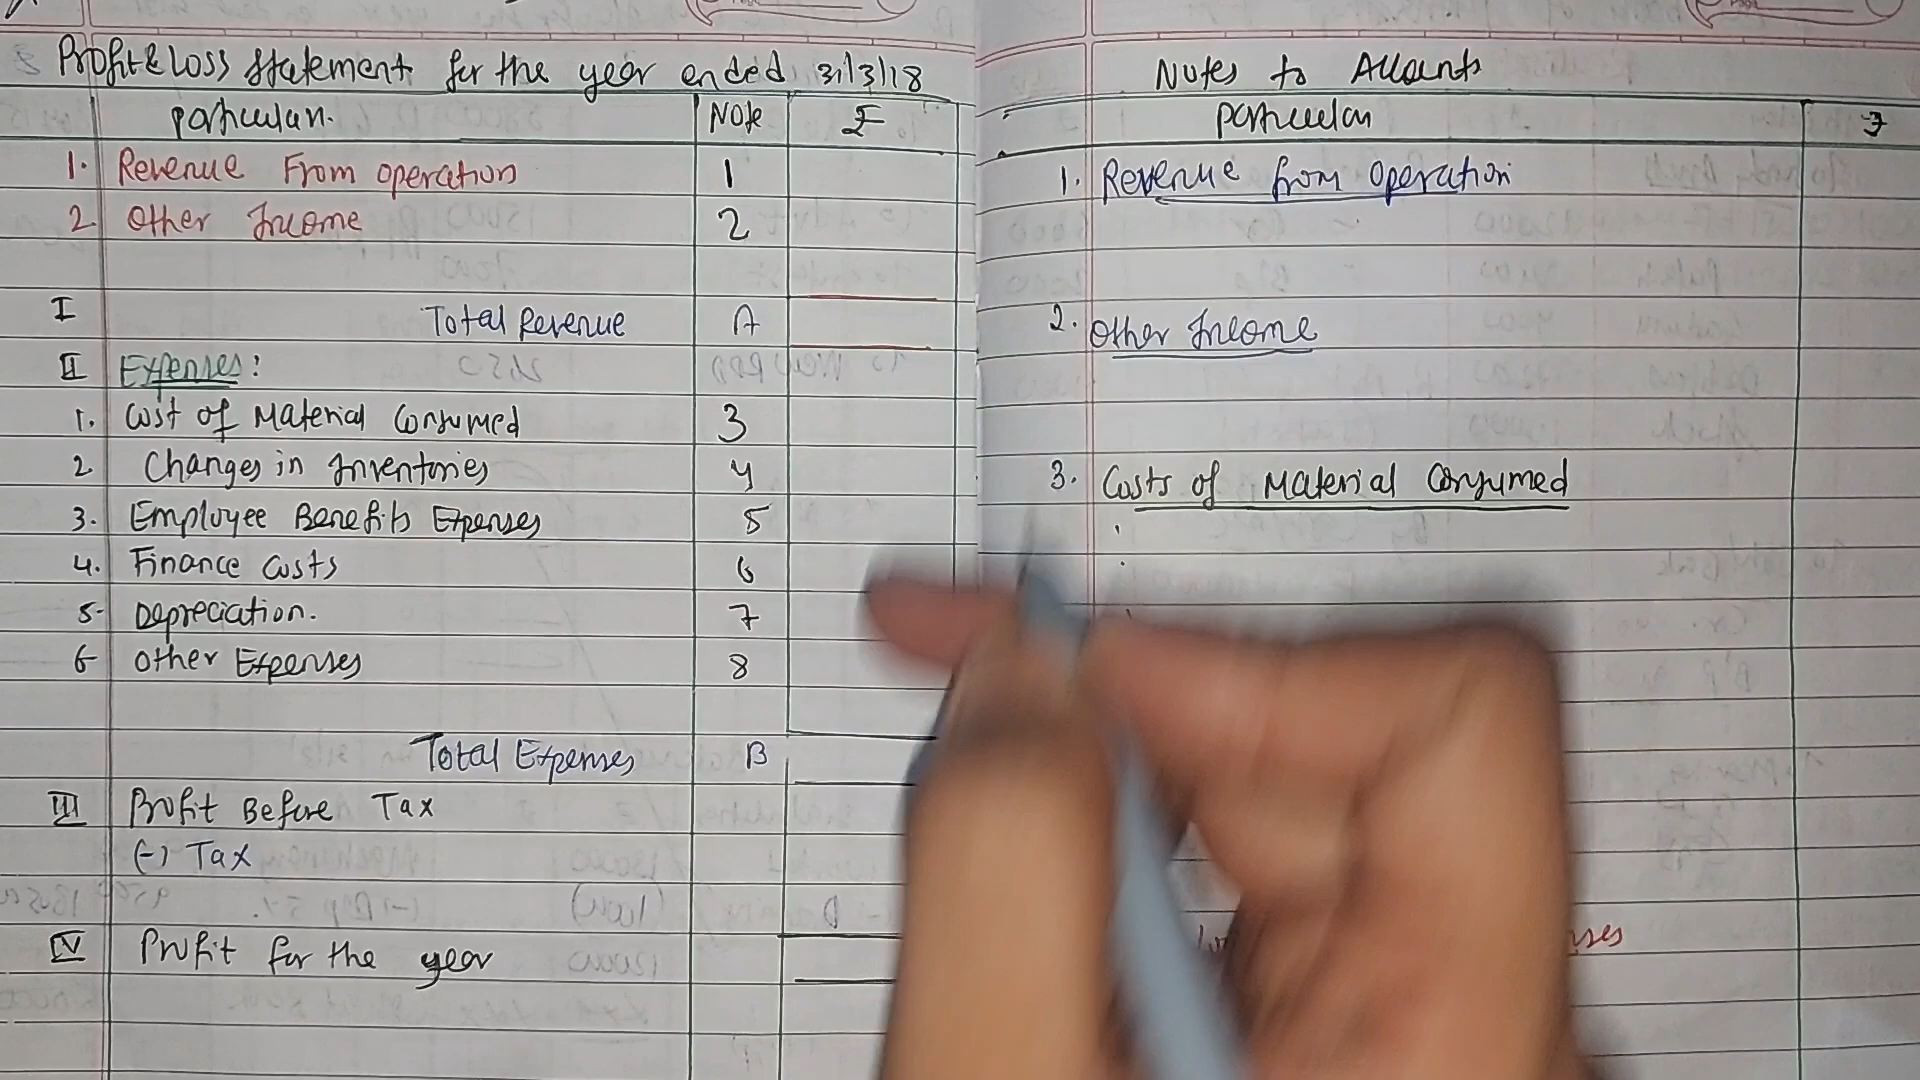 Profit & Loss Statement for the year ended 31/3/18
Particulars. Note ₹
1. Revenue From operation 1
2 Other Income 2
I Total Revenue A
II Expenses:
1. Cost of Material Consumed 3
2 Changes in Inventories 4
3. Employee Benefits Expenses 5
4. Finance Costs 6
5- Depreciation. 7
6 other Expenses 8
Total Expenses B
III Profit Before Tax
(-) Tax
IV Profit for the year
Notes to Accounts
Particulars ₹
1. Revenue from Operation
2. Other Income
3. Costs of Material Consumed